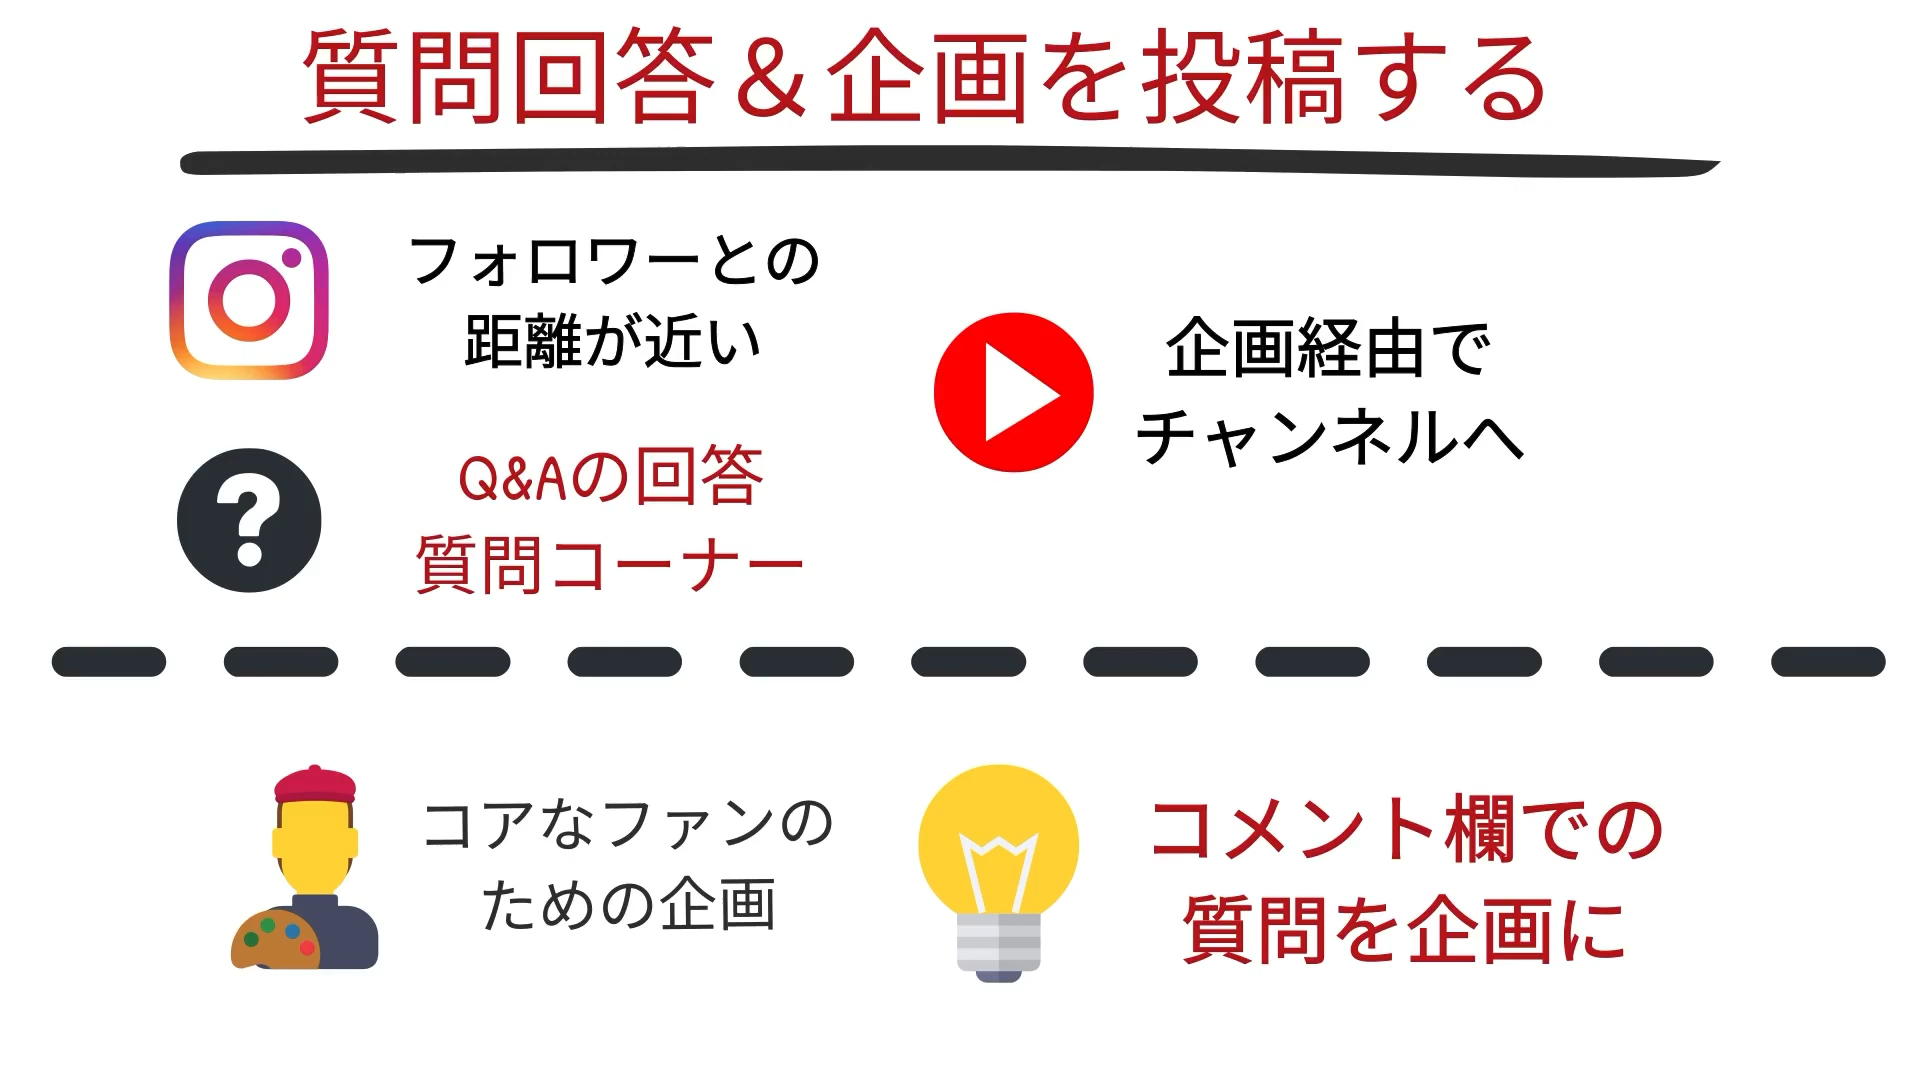 質問回答＆企画を投稿する
フォロワーとの
距離が近い
Q&Aの回答
質問コーナー
企画経由で
チャンネルへ
コアなファンの
ための企画
コメント欄での
質問を企画に